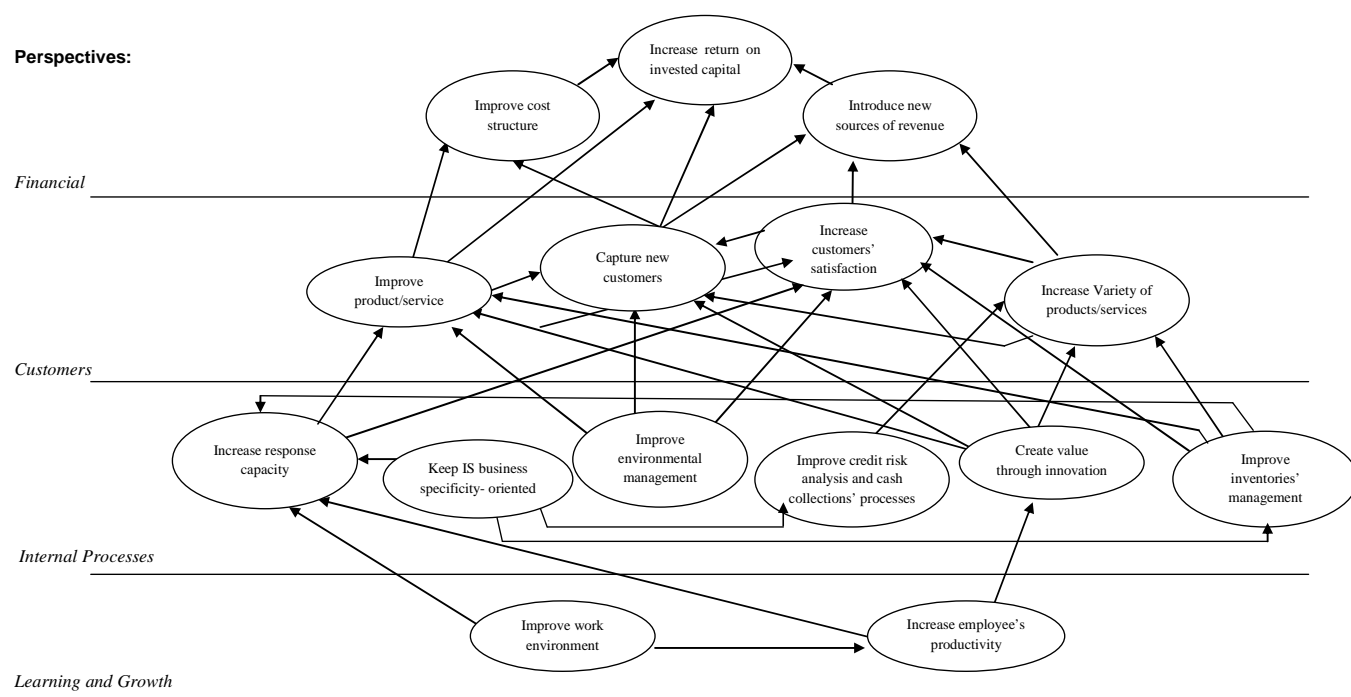 Perspectives:
Increase return on
invested capital
Improve cost
structure
Introduce new
sources of revenue
Financial
Increase
customers’
satisfaction
Capture new
customers
Improve
product/service
Increase Variety of
products/services
Customers
Increase response
capacity
Keep IS business
specificity- oriented
Improve
environmental
management
Improve credit risk
analysis and cash
collections’ processes
Create value
through innovation
Improve
inventories’
management
Internal Processes
Improve work
environment
Increase employee’s
productivity
Learning and Growth